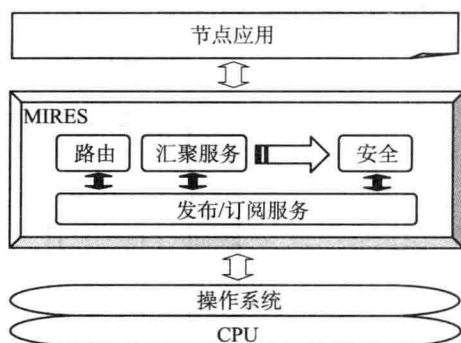 节点应用
MIRES
路由 汇聚服务 安全
发布/订阅服务
操作系统
CPU